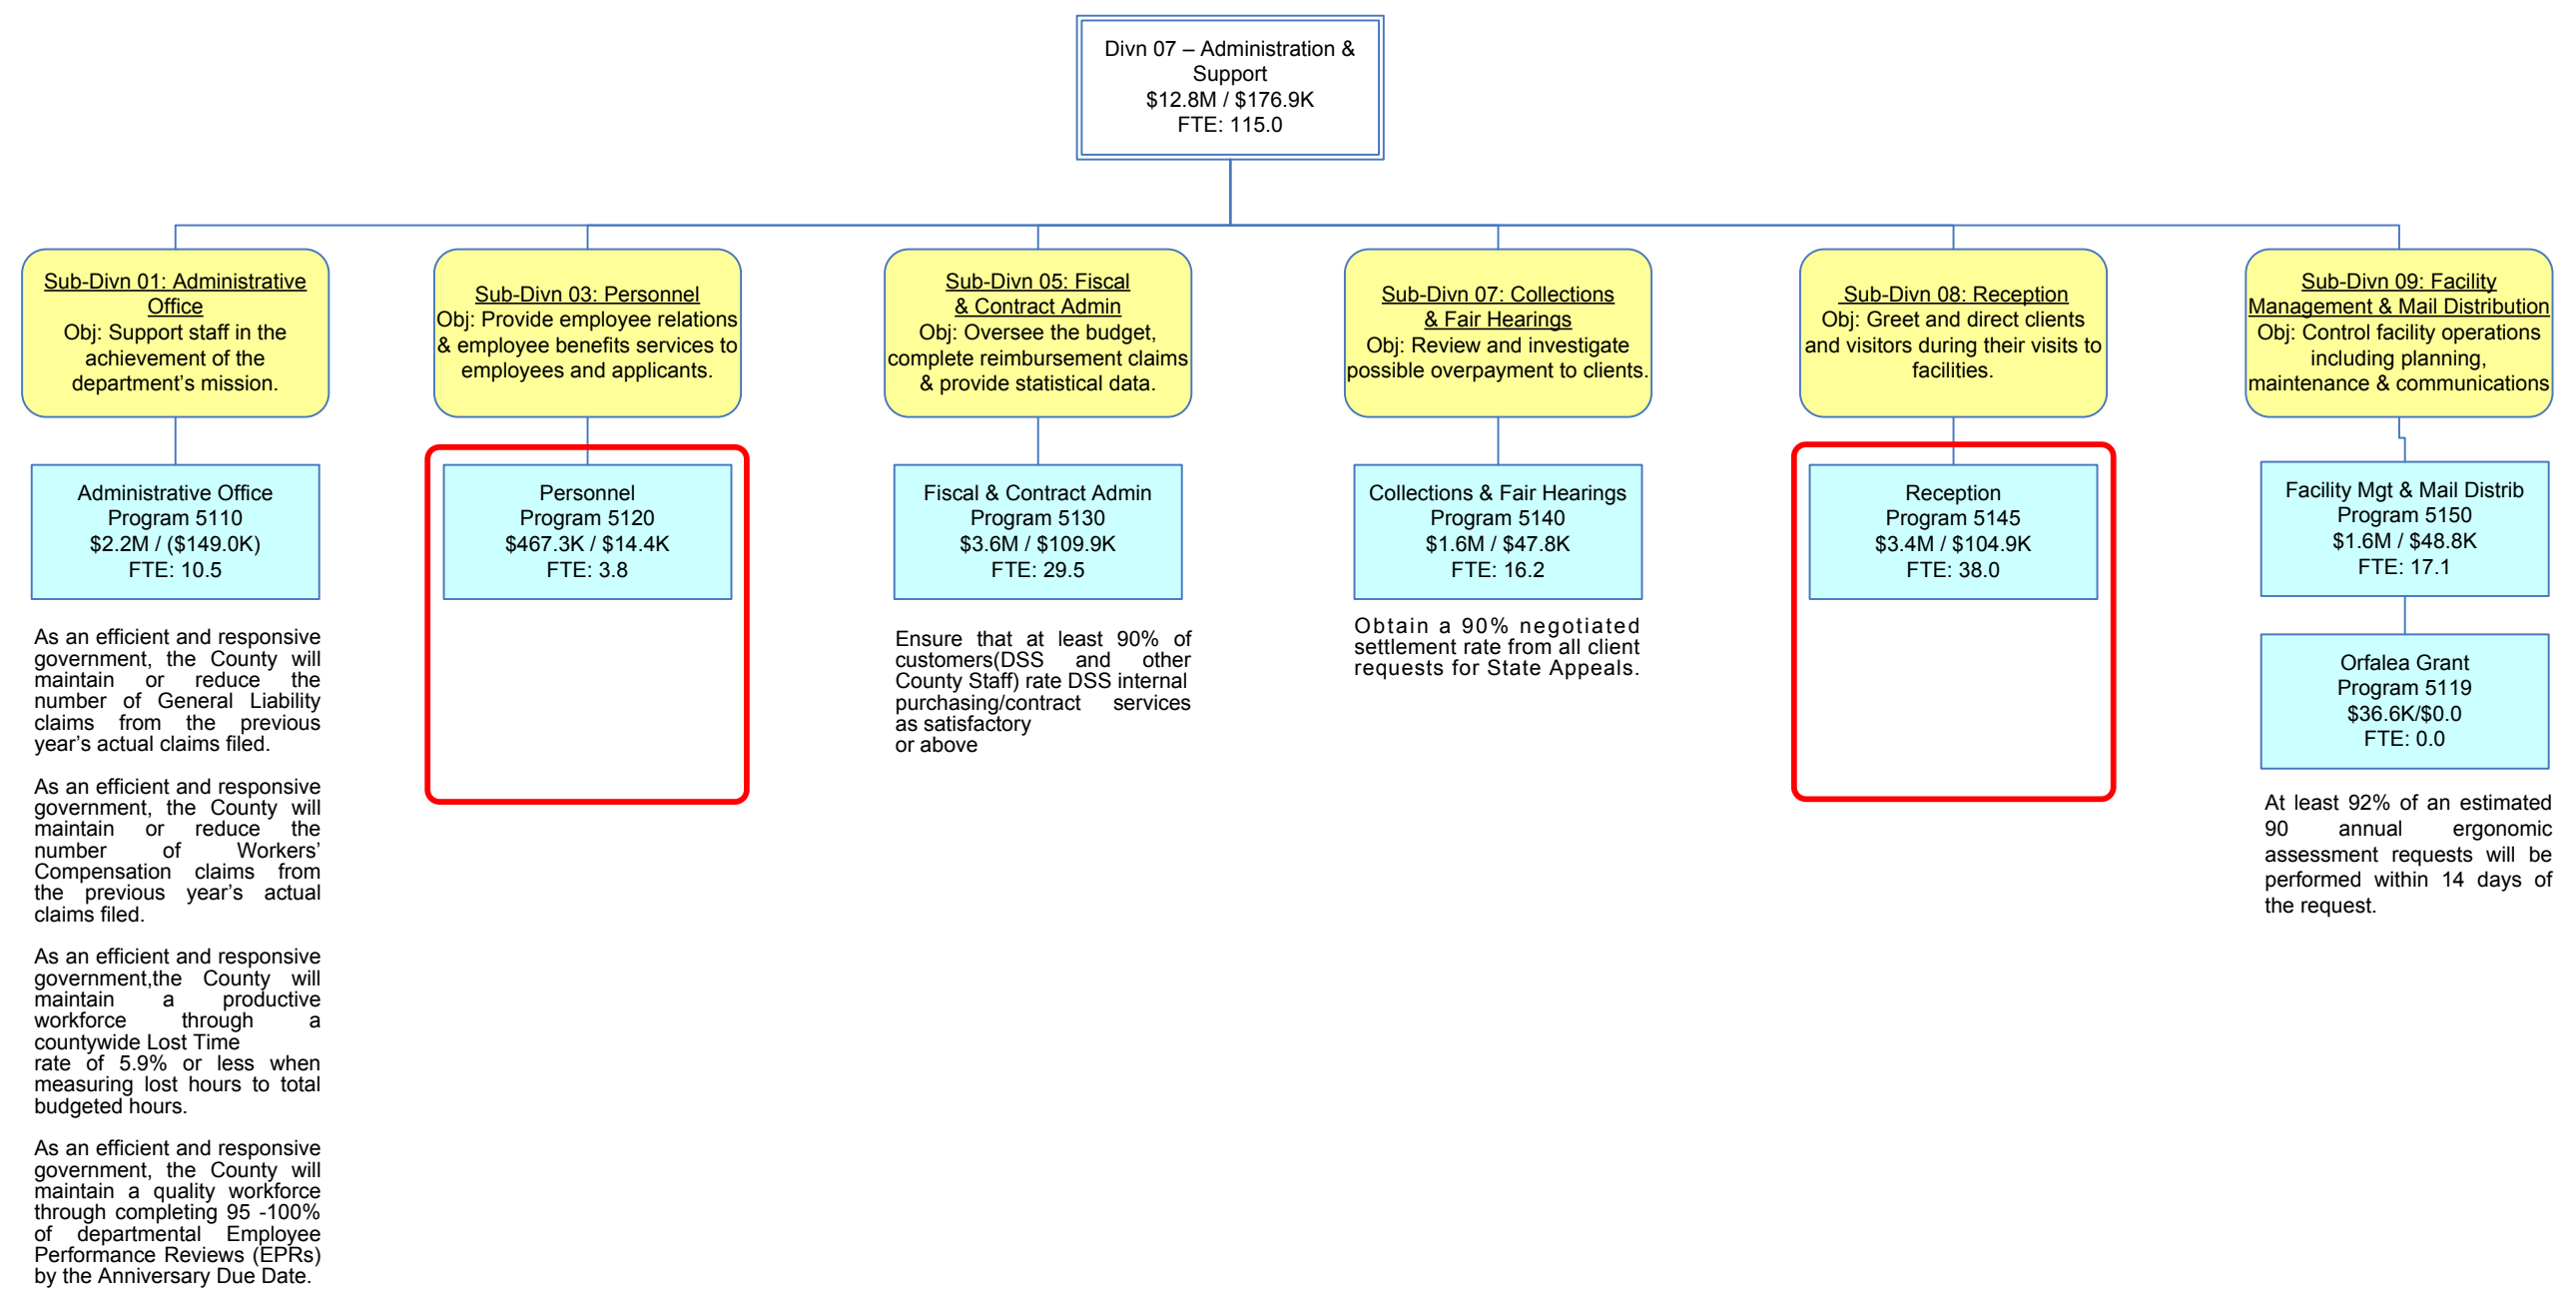 Divn 07 – Administration &
Support
$12.8M / $176.9K
FTE: 115.0
Sub-Divn 01: Administrative
Office
Obj: Support staff in the
achievement of the
department’s mission.
Sub-Divn 03: Personnel
Obj: Provide employee relations
& employee benefits services to
employees and applicants.
Sub-Divn 05: Fiscal
& Contract Admin
Obj: Oversee the budget,
complete reimbursement claims
& provide statistical data.
Sub-Divn 07: Collections
& Fair Hearings
Obj: Review and investigate
possible overpayment to clients.
Sub-Divn 08: Reception
Obj: Greet and direct clients
and visitors during their visits to
facilities.
Sub-Divn 09: Facility
Management & Mail Distribution
Obj: Control facility operations
including planning,
maintenance & communications
Administrative Office
Program 5110
$2.2M / ($149.0K)
FTE: 10.5
Personnel
Program 5120
$467.3K / $14.4K
FTE: 3.8
Fiscal & Contract Admin
Program 5130
$3.6M / $109.9K
FTE: 29.5
Collections & Fair Hearings
Program 5140
$1.6M / $47.8K
FTE: 16.2
Reception
Program 5145
$3.4M / $104.9K
FTE: 38.0
Facility Mgt & Mail Distrib
Program 5150
$1.6M / $48.8K
FTE: 17.1
Orfalea Grant
Program 5119
$36.6K/$0.0
FTE: 0.0
As an efficient and responsive
government, the County will
maintain or reduce the
number of General Liability
claims from the previous
year’s actual claims filed.
As an efficient and responsive
government, the County will
maintain or reduce the
number of Workers’
Compensation claims from
the previous year’s actual
claims filed.
As an efficient and responsive
government,the County will
maintain a productive
workforce through a
countywide Lost Time
rate of 5.9% or less when
measuring lost hours to total
budgeted hours.
As an efficient and responsive
government, the County will
maintain a quality workforce
through completing 95 -100%
of departmental Employee
Performance Reviews (EPRs)
by the Anniversary Due Date.
Ensure that at least 90% of
customers(DSS and other
County Staff) rate DSS internal
purchasing/contract services
as satisfactory
or above
Obtain a 90% negotiated
settlement rate from all client
requests for State Appeals.
At least 92% of an estimated
90 annual ergonomic
assessment requests will be
performed within 14 days of
the request.